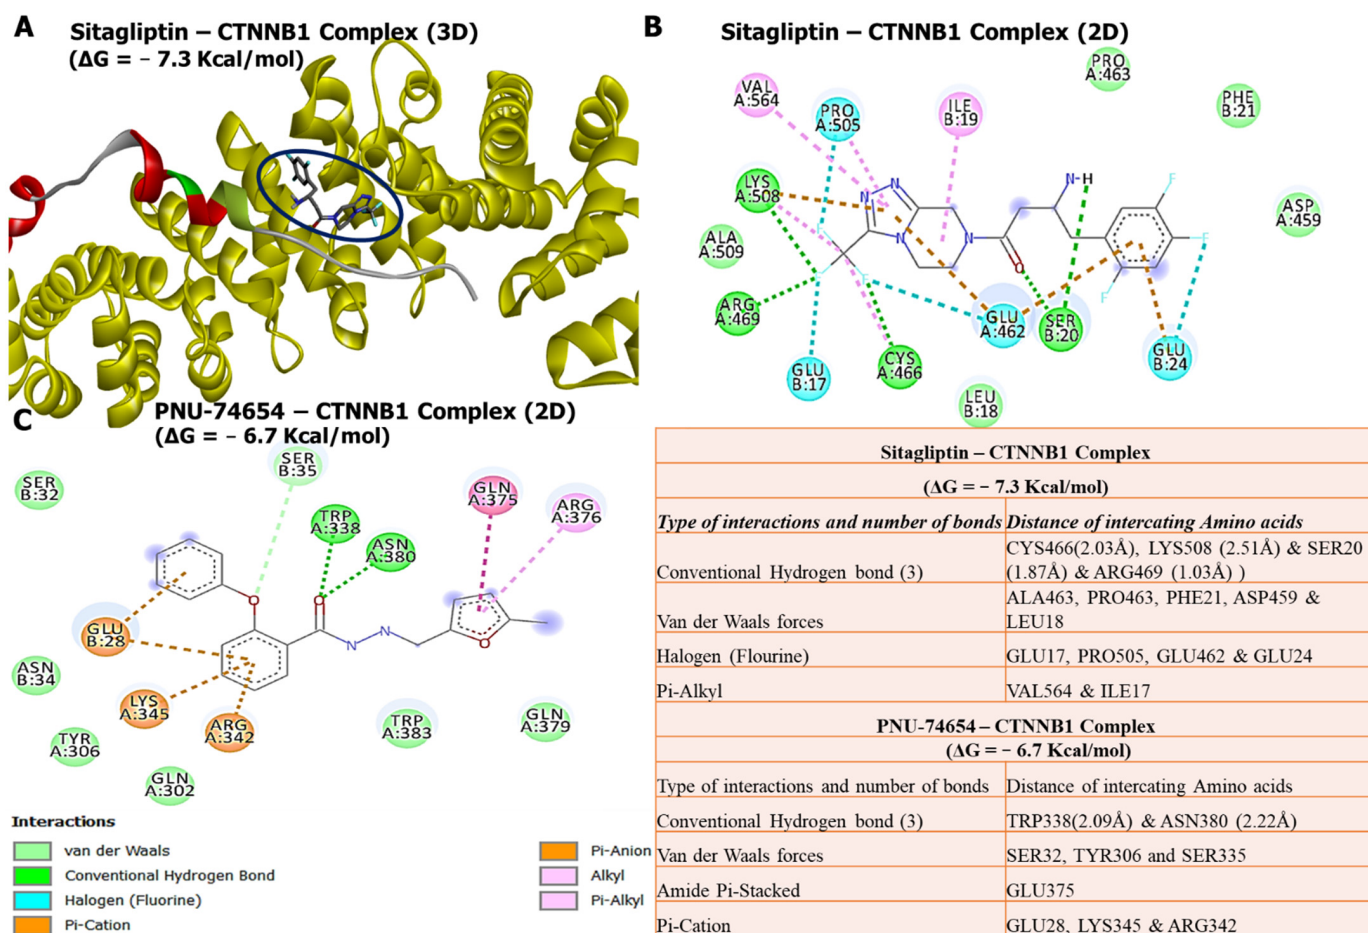 A
Sitagliptin – CTNNB1 Complex (3D)
(ΔG = – 7.3 Kcal/mol)
B
Sitagliptin – CTNNB1 Complex (2D)
PRO
A:463
VAL
A:564
PRO
A:505
ILE
B:19
PHE
B:21
LYS
A:508
N
N
N
N
N-H
F
F
F
F
F
F
O
ASP
A:459
ALA
A:509
ARG
A:469
GLU
A:462
SER
B:20
GLU
B:17
CYS
A:466
GLU
B:24
LEU
B:18
C
PNU-74654 – CTNNB1 Complex (2D)
(ΔG = – 6.7 Kcal/mol)
SER
B:32
SER
B:35
TRP
A:338
ASN
A:380
GLN
A:375
ARG
A:376
O
O
N
N
O
GLU
B:28
ASN
B:34
LYS
A:345
ARG
A:342
TRP
A:383
GLN
A:379
TYR
A:306
GLN
A:302
Interactions
van der Waals
Conventional Hydrogen Bond
Halogen (Fluorine)
Pi-Cation
Pi-Anion
Alkyl
Pi-Alkyl
Sitagliptin – CTNNB1 Complex
(ΔG = – 7.3 Kcal/mol)
Type of interactions and number of bonds Distance of intercating Amino acids
Conventional Hydrogen bond (3) CYS466(2.03Å), LYS508 (2.51Å) & SER20
(1.87Å) & ARG469 (1.03Å) )
Van der Waals forces ALA463, PRO463, PHE21, ASP459 &
LEU18
Halogen (Flourine) GLU17, PRO505, GLU462 & GLU24
Pi-Alkyl VAL564 & ILE17
PNU-74654 – CTNNB1 Complex
(ΔG = – 6.7 Kcal/mol)
Type of interactions and number of bonds Distance of intercating Amino acids
Conventional Hydrogen bond (3) TRP338(2.09Å) & ASN380 (2.22Å)
Van der Waals forces SER32, TYR306 and SER335
Amide Pi-Stacked GLU375
Pi-Cation GLU28, LYS345 & ARG342